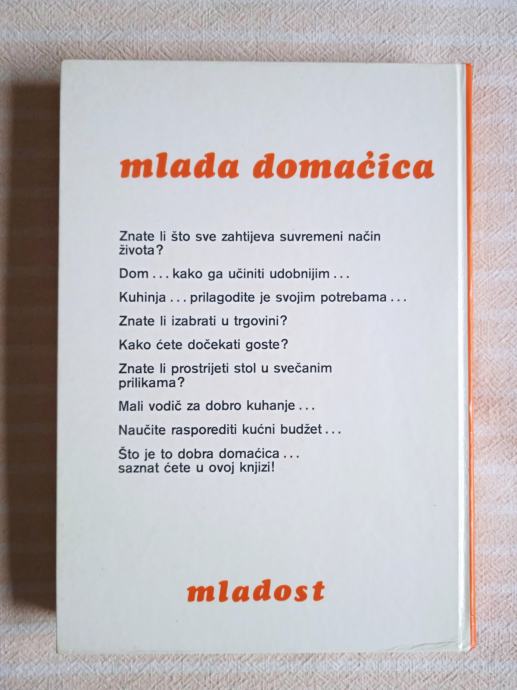 mlada domaćica
Znate li što sve zahtijeva suvremeni način
života?
Dom ... kako ga učiniti udobnijim ...
Kuhinja ... prilagodite je svojim potrebama ...
Znate li izabrati u trgovini?
Kako ćete dočekati goste?
Znate li prostrijeti stol u svečanim
prilikama?
Mali vodič za dobro kuhanje ...
Naučite rasporediti kućni budžet ...
Što je to dobra domaćica ...
saznat ćete u ovoj knjizi!
mladost